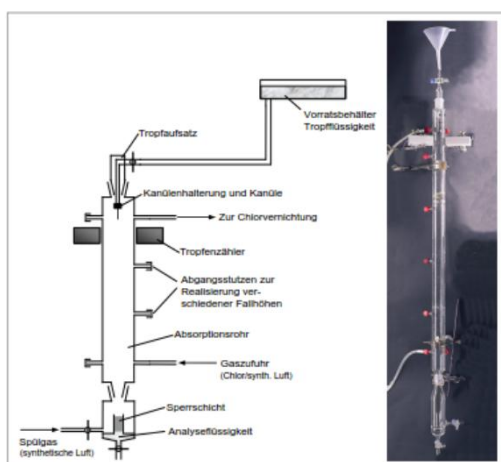 Tropfaufsatz
Vorratsbehälter
Tropfflüssigkeit
Kanülenhalterung und Kanüle
Zur Chlorvernichtung
Tropfenzähler
Abgangsstutzen zur
Realisierung ver-
schiedener Fallhöhen
Absorptionsrohr
Gaszufuhr
(Chlor/synth. Luft)
Sperrschicht
Spülgas
(synthetische Luft)
Analyseflüssigkeit